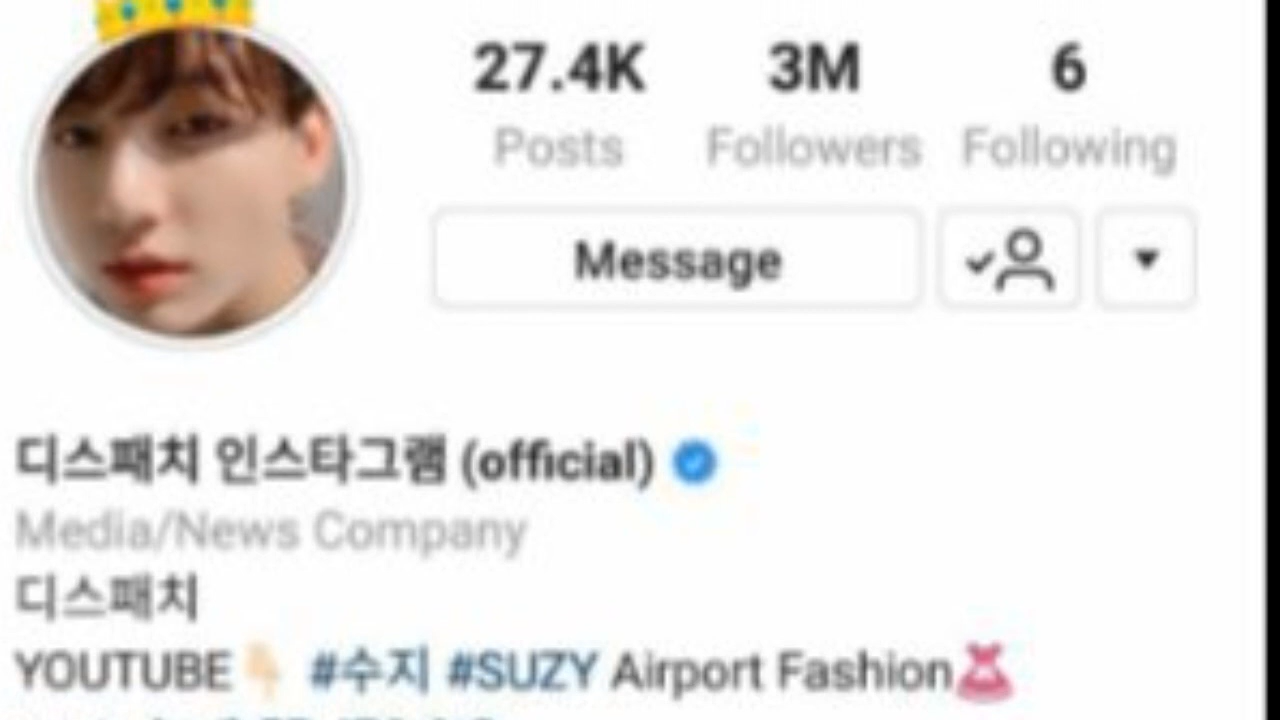 27.4K 3M 6
Posts Followers Following
Message
디스패치 인스타그램 (official)
Media/News Company
디스패치
YOUTUBE👇🏻 #수지 #SUZY Airport Fashion👗